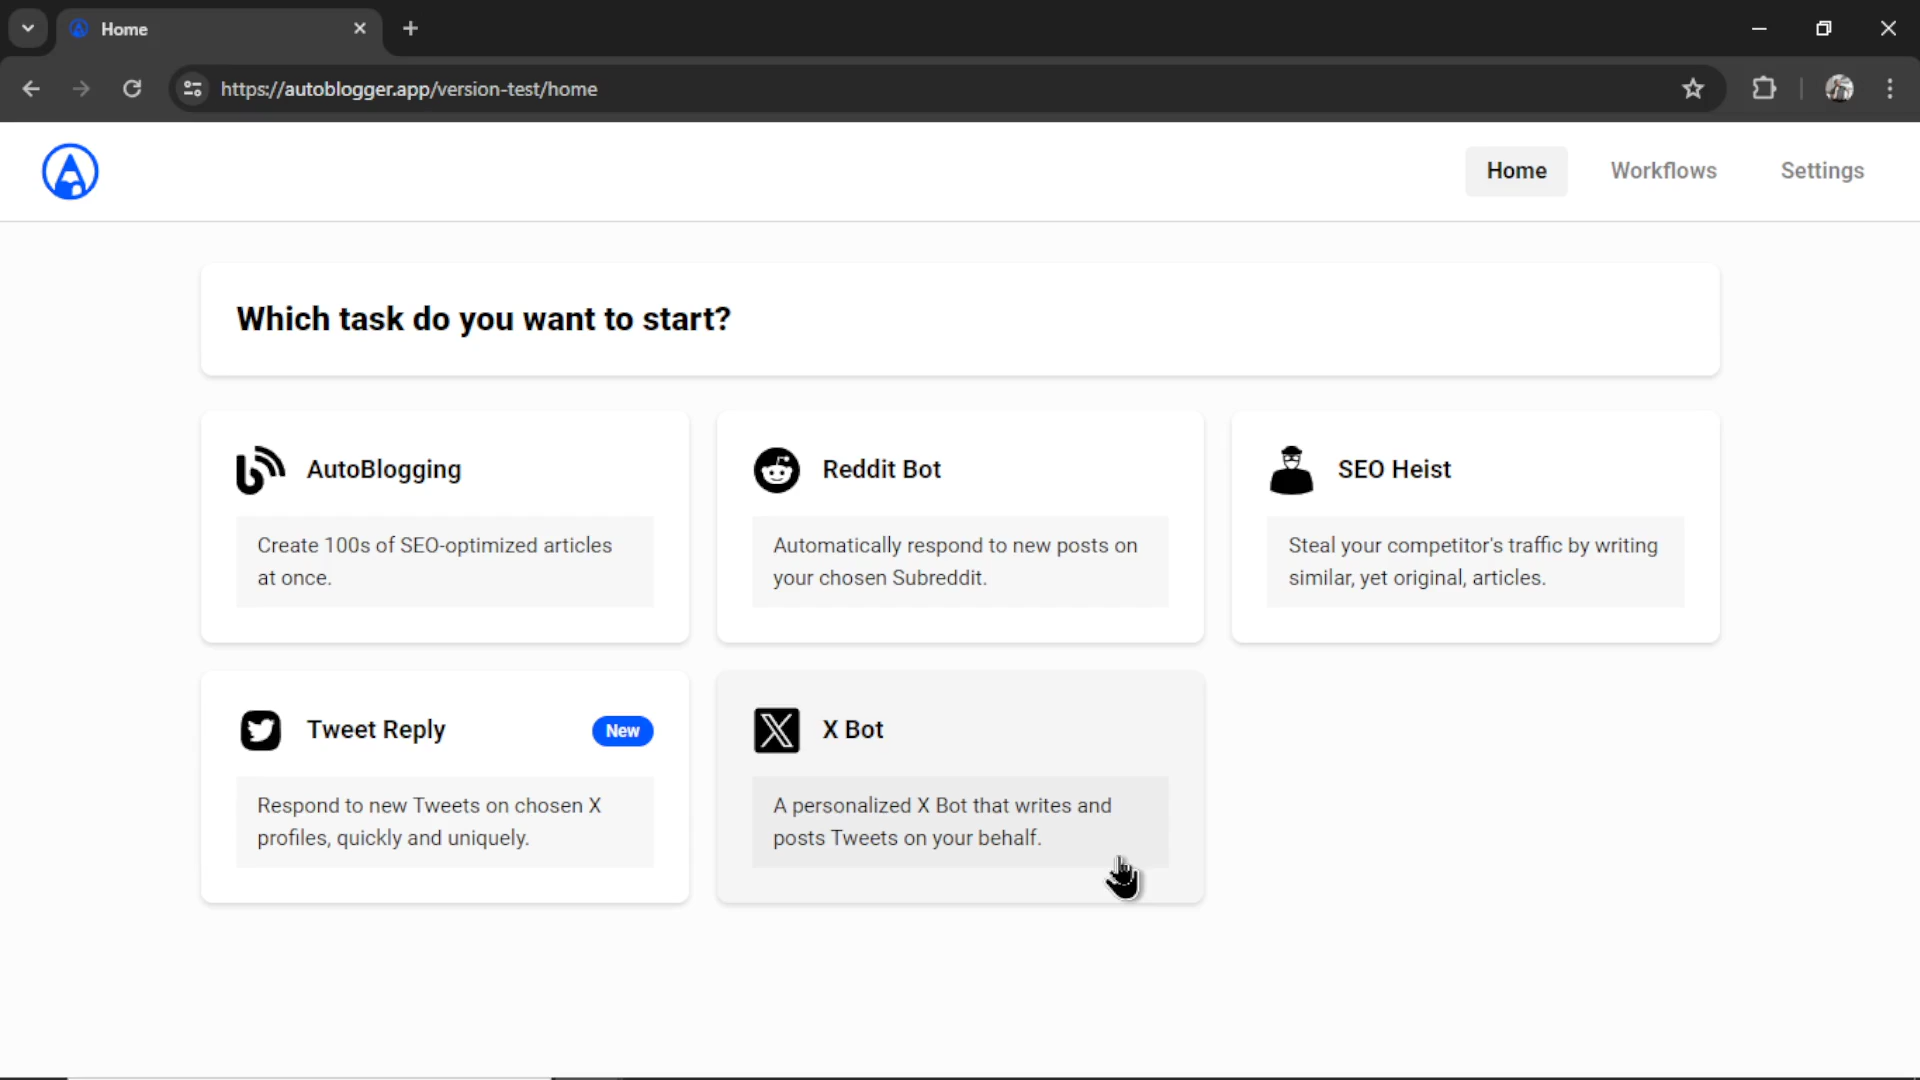 Home
https://autoblogger.app/version-test/home
Home
Workflows
Settings
Which task do you want to start?
AutoBlogging
Create 100s of SEO-optimized articles
at once.
Reddit Bot
Automatically respond to new posts on
your chosen Subreddit.
SEO Heist
Steal your competitor's traffic by writing
similar, yet original, articles.
Tweet Reply
New
Respond to new Tweets on chosen X
profiles, quickly and uniquely.
X Bot
A personalized X Bot that writes and
posts Tweets on your behalf.